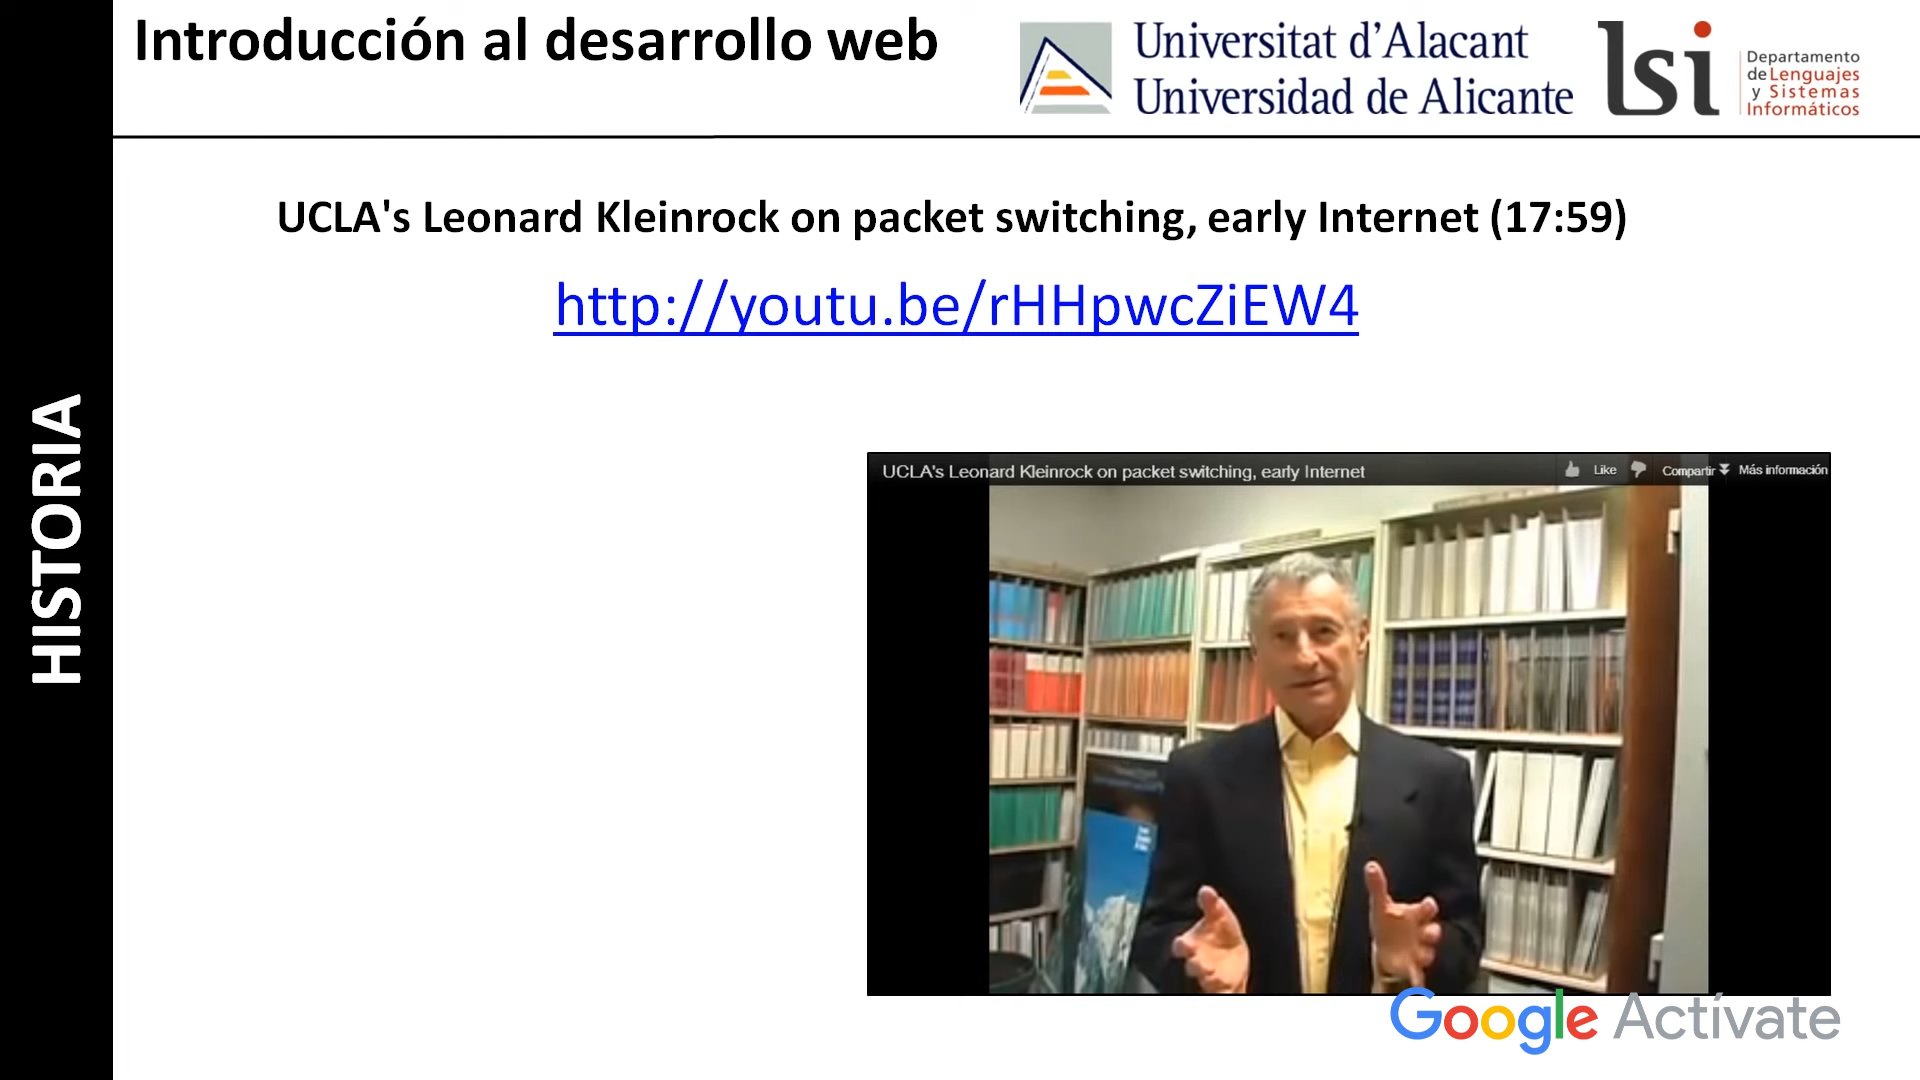 Introducción al desarrollo web
Universitat d'Alacant
Universidad de Alicante
lsi
Departamento
de Lenguajes
y Sistemas
Informáticos
HISTORIA
UCLA's Leonard Kleinrock on packet switching, early Internet (17:59)
http://youtu.be/rHHpwcZiEW4
UCLA's Leonard Kleinrock on packet switching, early Internet
Like
Compartir
Más información
Google Actívate